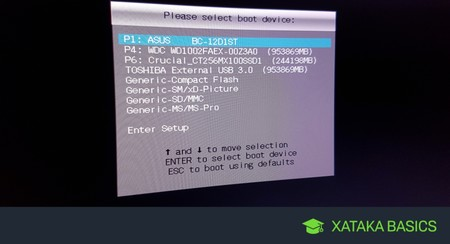 Please select boot device:
P1: ASUS BC-12D1ST
P4: WDC WD1002FAEX-00Z3A0 (953869MB)
P6: Crucial_CT256MX100SSD1 (244198MB)
TOSHIBA External USB 3.0 (953869MB)
Generic-Compact Flash
Generic-SM/xD-Picture
Generic-SD/MMC
Generic-MS/MS-Pro
Enter Setup
↑ and ↓ to move selection
ENTER to select boot device
ESC to boot using defaults
XATAKA BASICS